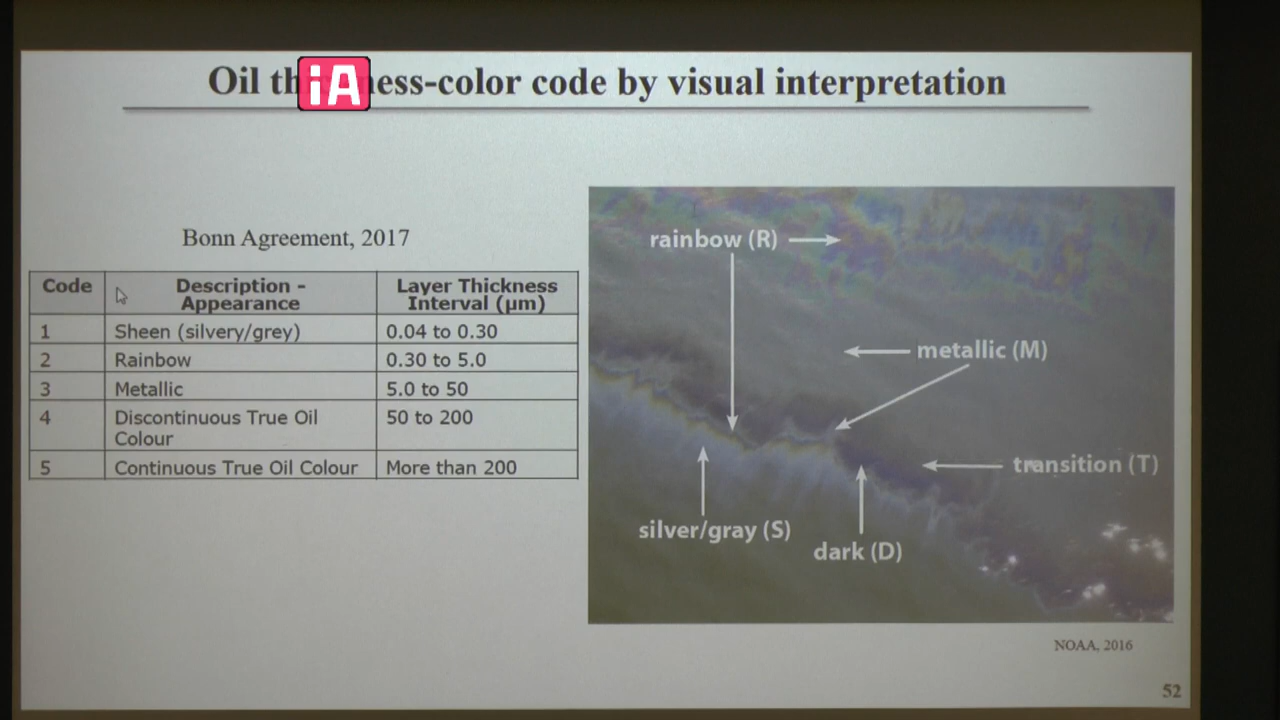 Oil th ness-color code by visual interpretation
iA
Bonn Agreement, 2017
Code Description - Appearance Layer Thickness Interval (µm)
1 Sheen (silvery/grey) 0.04 to 0.30
2 Rainbow 0.30 to 5.0
3 Metallic 5.0 to 50
4 Discontinuous True Oil Colour 50 to 200
5 Continuous True Oil Colour More than 200
rainbow (R)
metallic (M)
transition (T)
silver/gray (S)
dark (D)
NOAA, 2016
52